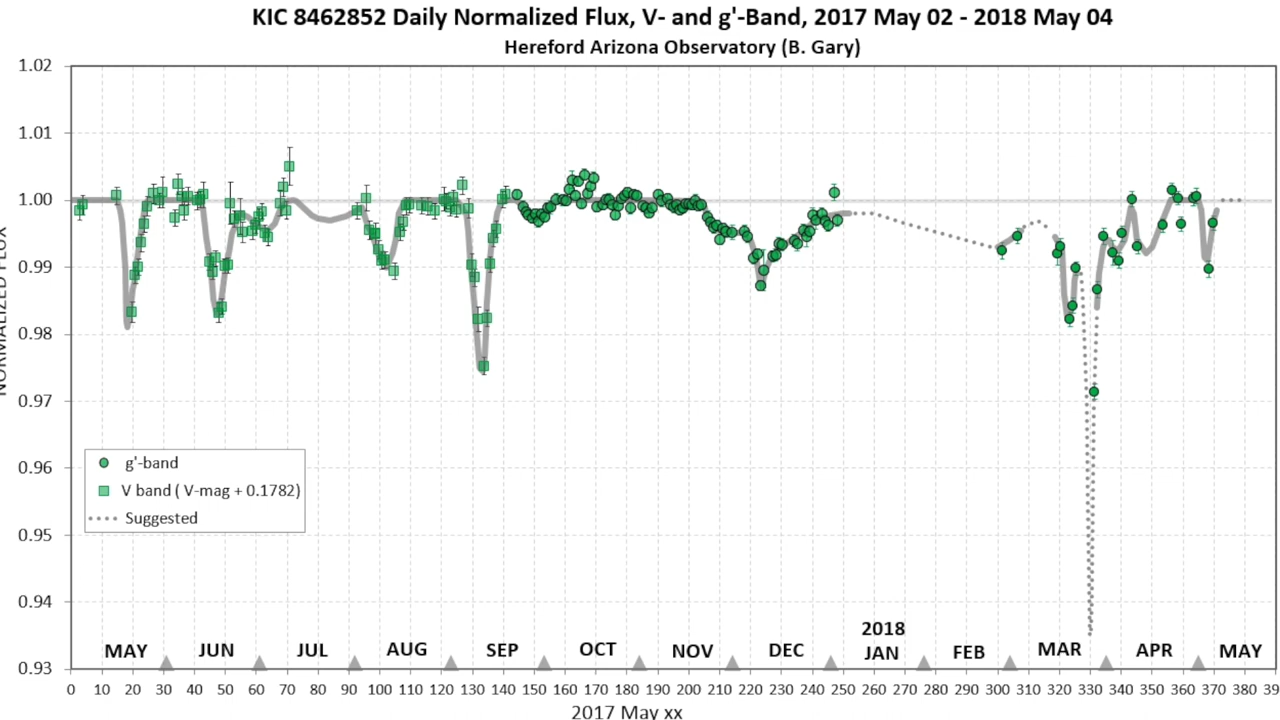 KIC 8462852 Daily Normalized Flux, V- and g'-Band, 2017 May 02 - 2018 May 04
Hereford Arizona Observatory (B. Gary)
1.02
1.01
1.00
0.99
0.98
0.97
0.96
0.95
0.94
0.93
NORMALIZED FLUX
g'-band
V band ( V-mag + 0.1782)
Suggested
2018
MAY JUN JUL AUG SEP OCT NOV DEC JAN FEB MAR APR MAY
0 10 20 30 40 50 60 70 80 90 100 110 120 130 140 150 160 170 180 190 200 210 220 230 240 250 260 270 280 290 300 310 320 330 340 350 360 370 380 39
2017 May xx